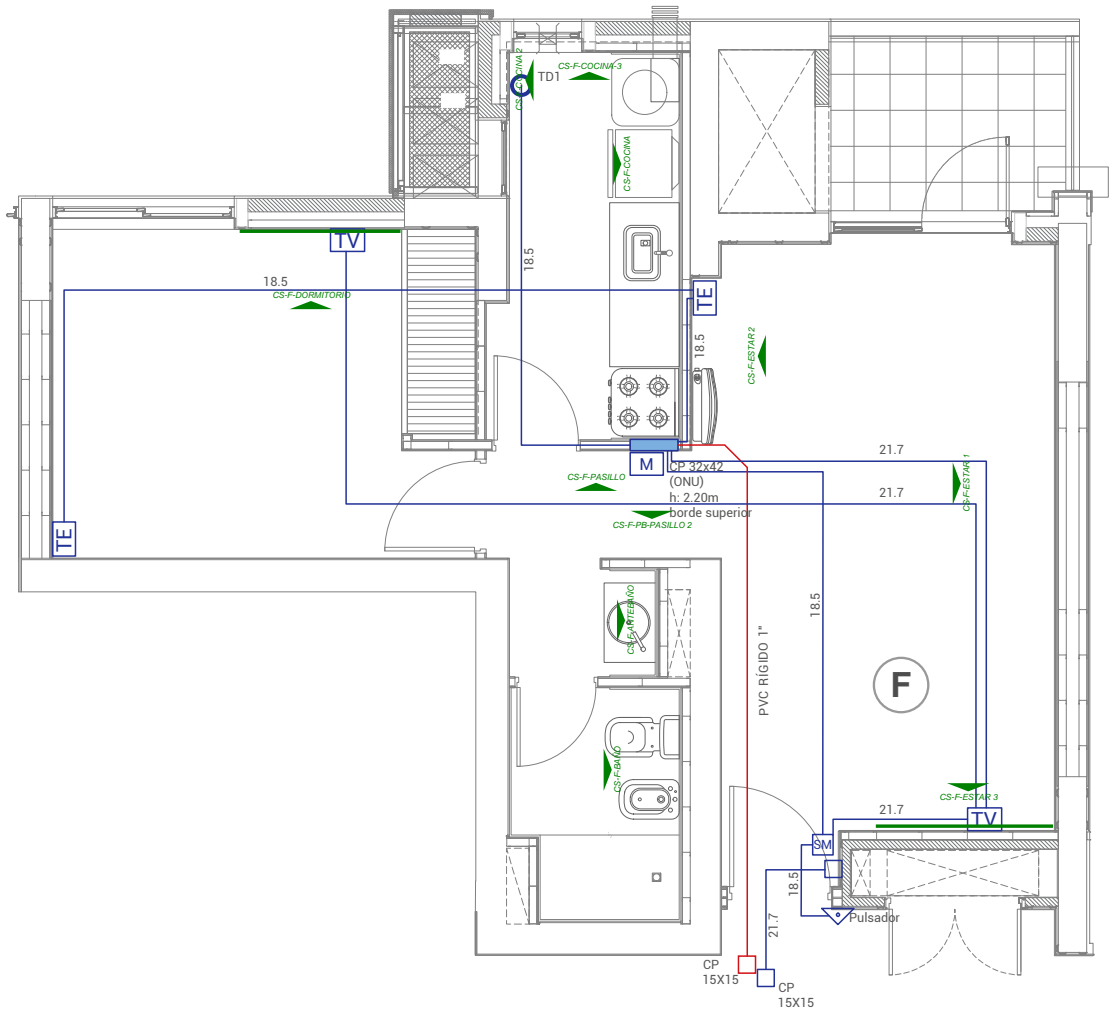 CS-F-COCINA 2
TD1
CS-F-COCINA-3
CS-F-COCINA
TV
18.5
18.5
CS-F-DORMITORIO
TE
18.5
CS-F-ESTAR 2
M
CP 32x42
(ONU)
h: 2.20m
borde superior
21.7
21.7
CS-F-ESTAR 1
CS-F-PASILLO
CS-F-PB-PASILLO 2
TE
CS-F-ANTEBAÑO
18.5
PVC RÍGIDO 1"
F
CS-F-BAÑO
CS-F-ESTAR 3
21.7
TV
SM
18.5
Pulsador
21.7
CP
15X15
CP
15X15